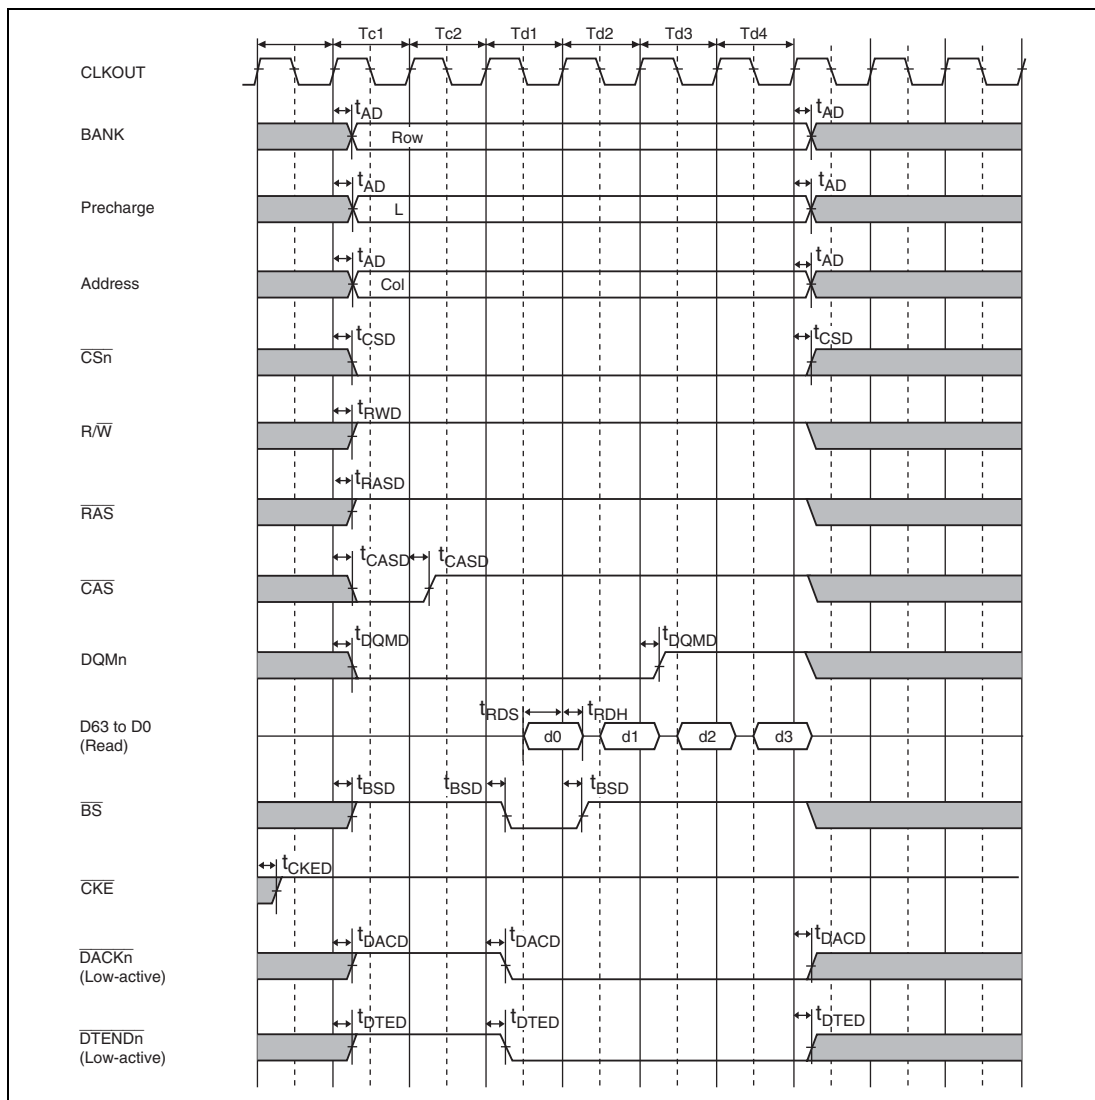 Tc1 Tc2 Td1 Td2 Td3 Td4
CLKOUT
tAD tAD
BANK
Row
tAD tAD
Precharge
L
tAD tAD
Address
Col
tCSD tCSD
CSn
tRWD
R/W
tRASD
RAS
tCASD tCASD
CAS
tDQMD tDQMD
DQMn
tRDS tRDH
D63 to D0
(Read)
d0 d1 d2 d3
tBSD tBSD tBSD
BS
tCKED
CKE
tDACD tDACD tDACD
DACKn
(Low-active)
tDTED tDTED tDTED
DTENDn
(Low-active)